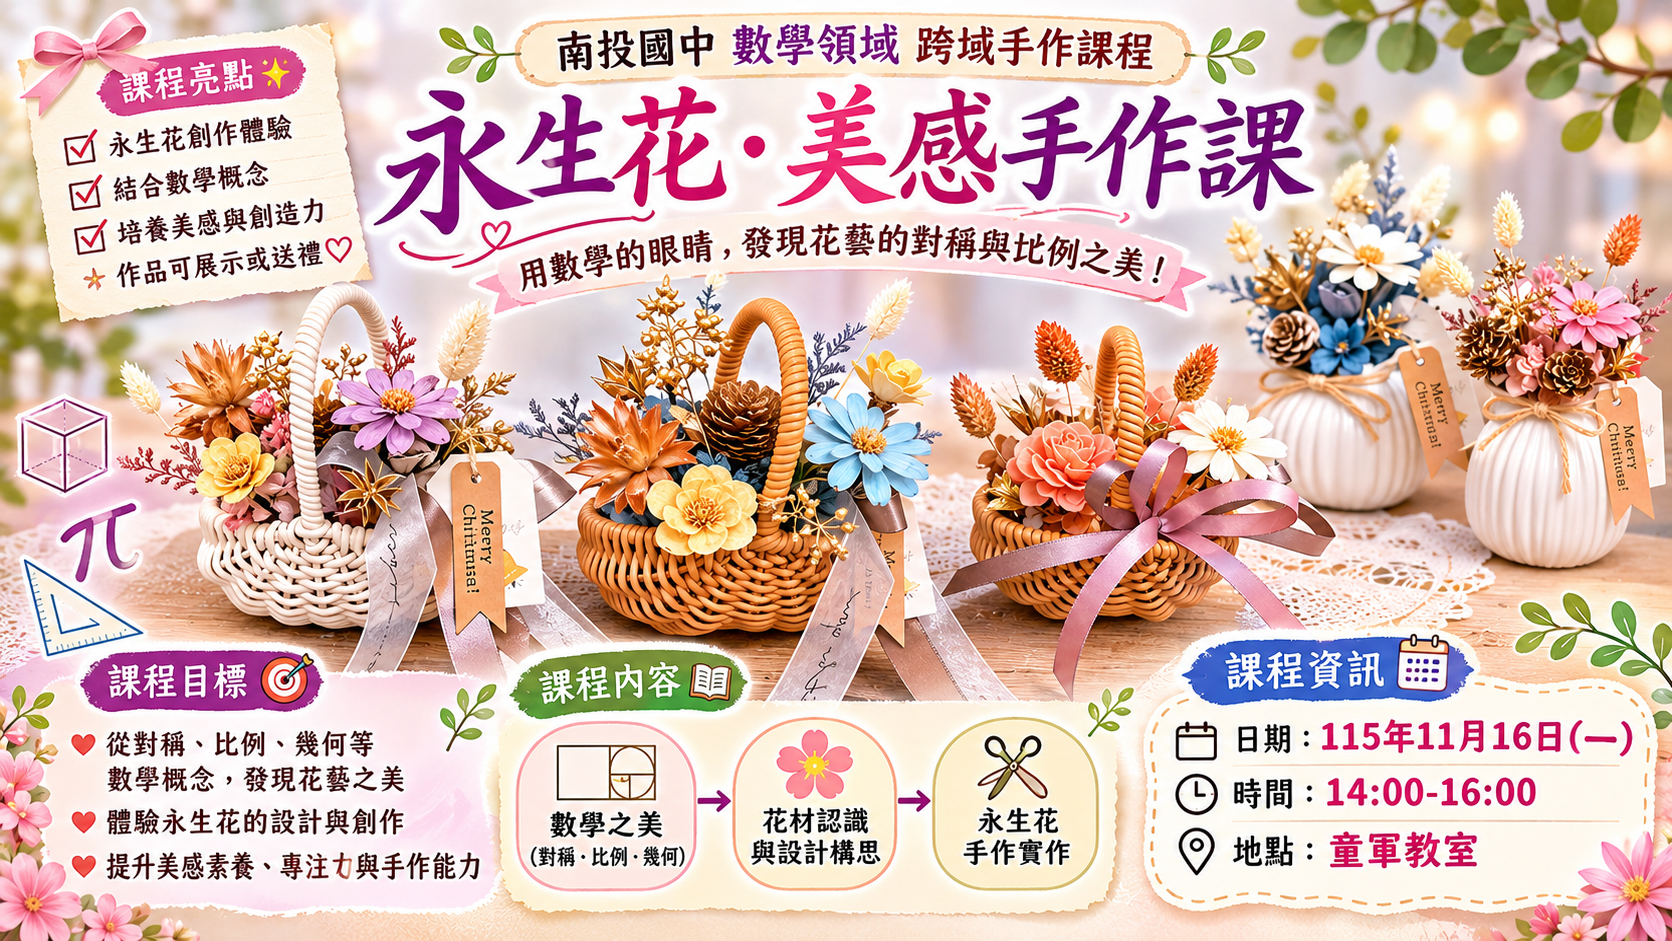 南投國中 數學領域 跨域手作課程
永生花·美感手作課
用數學的眼睛，發現花藝的對稱與比例之美！
課程亮點
永生花創作體驗
結合數學概念
培養美感與創造力
作品可展示或送禮
Meery
Chritmusa!
Merry
Chritmsa!
Merry
π
課程目標
從對稱、比例、幾何等
數學概念，發現花藝之美
體驗永生花的設計與創作
提升美感素養、專注力與手作能力
課程內容
數學之美
(對稱·比例·幾何)
花材認識
與設計構思
永生花
手作實作
課程資訊
日期：115年11月16日(一)
時間：14:00-16:00
地點：童軍教室